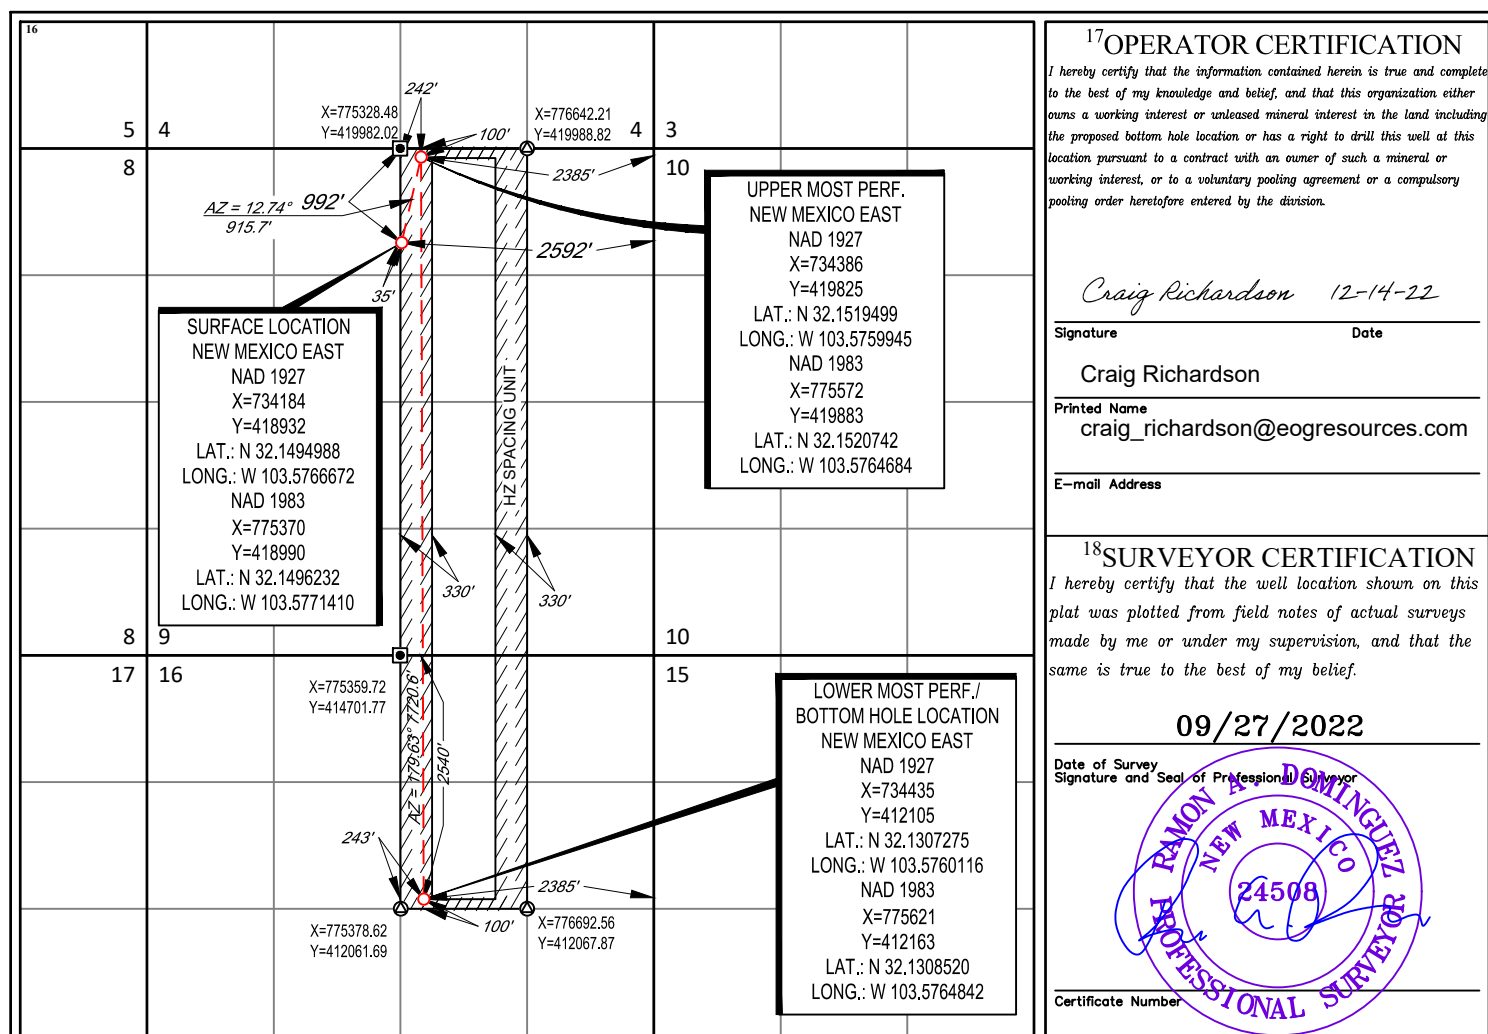 16
242'
X=775328.48
Y=419982.02
X=776642.21
Y=419988.82
100'
5 4
4 3
8
10
2385'
AZ = 12.74°
915.7'
992'
2592'
35'
UPPER MOST PERF.
NEW MEXICO EAST
NAD 1927
X=734386
Y=419825
LAT.: N 32.1519499
LONG.: W 103.5759945
NAD 1983
X=775572
Y=419883
LAT.: N 32.1520742
LONG.: W 103.5764684
SURFACE LOCATION
NEW MEXICO EAST
NAD 1927
X=734184
Y=418932
LAT.: N 32.1494988
LONG.: W 103.5766672
NAD 1983
X=775370
Y=418990
LAT.: N 32.1496232
LONG.: W 103.5771410
HZ SPACING UNIT
330'
330'
8 9
10
17 16
15
X=775359.72
Y=414701.77
AZ = 179.63° 7720.6'
2540'
243'
LOWER MOST PERF./
BOTTOM HOLE LOCATION
NEW MEXICO EAST
NAD 1927
X=734435
Y=412105
LAT.: N 32.1307275
LONG.: W 103.5760116
NAD 1983
X=775621
Y=412163
LAT.: N 32.1308520
LONG.: W 103.5764842
2385'
100'
X=775378.62
Y=412061.69
X=776692.56
Y=412067.87
17OPERATOR CERTIFICATION
I hereby certify that the information contained herein is true and complete
to the best of my knowledge and belief, and that this organization either
owns a working interest or unleased mineral interest in the land including
the proposed bottom hole location or has a right to drill this well at this
location pursuant to a contract with an owner of such a mineral or
working interest, or to a voluntary pooling agreement or a compulsory
pooling order heretofore entered by the division.
Craig Richardson 12-14-22
Signature Date
Craig Richardson
Printed Name
craig_richardson@eogresources.com
E-mail Address
18SURVEYOR CERTIFICATION
I hereby certify that the well location shown on this
plat was plotted from field notes of actual surveys
made by me or under my supervision, and that the
same is true to the best of my belief.
09/27/2022
Date of Survey
Signature and Seal of Professional Surveyor
RAMON A. DOMINGUEZ
NEW MEXICO
24508
PROFESSIONAL SURVEYOR
Certificate Number